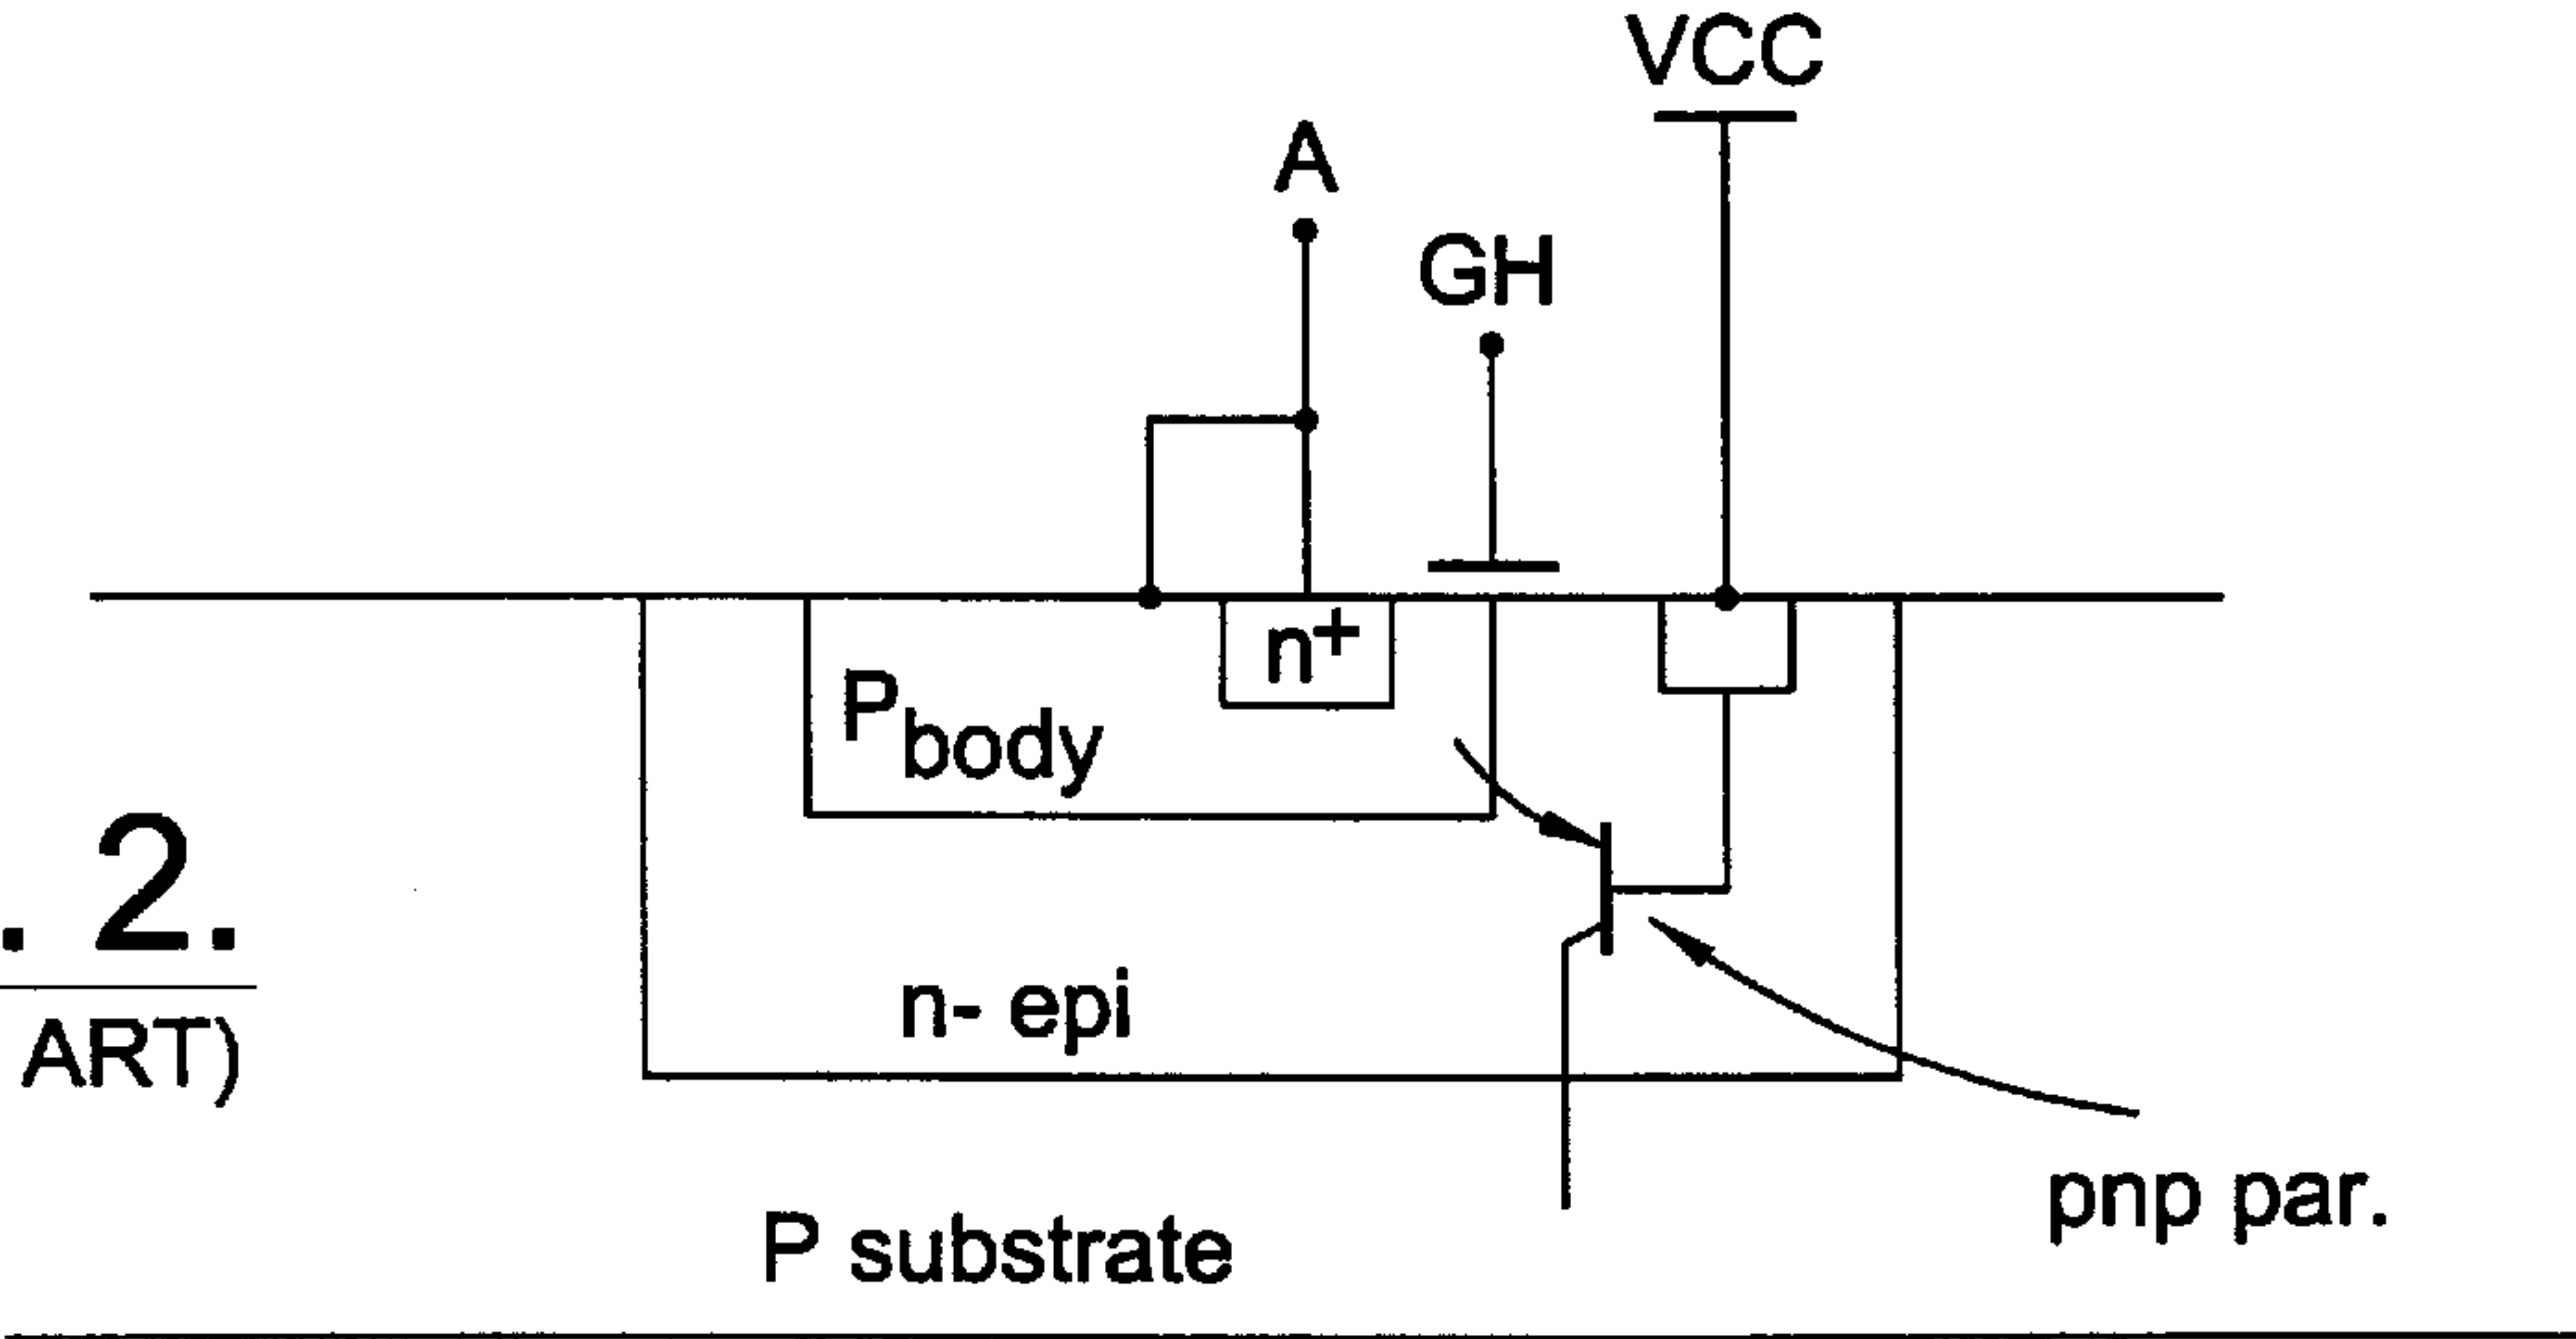 VCC
A
GH
n+
Pbody
. 2.
n- epi
ART)
pnp par.
P substrate